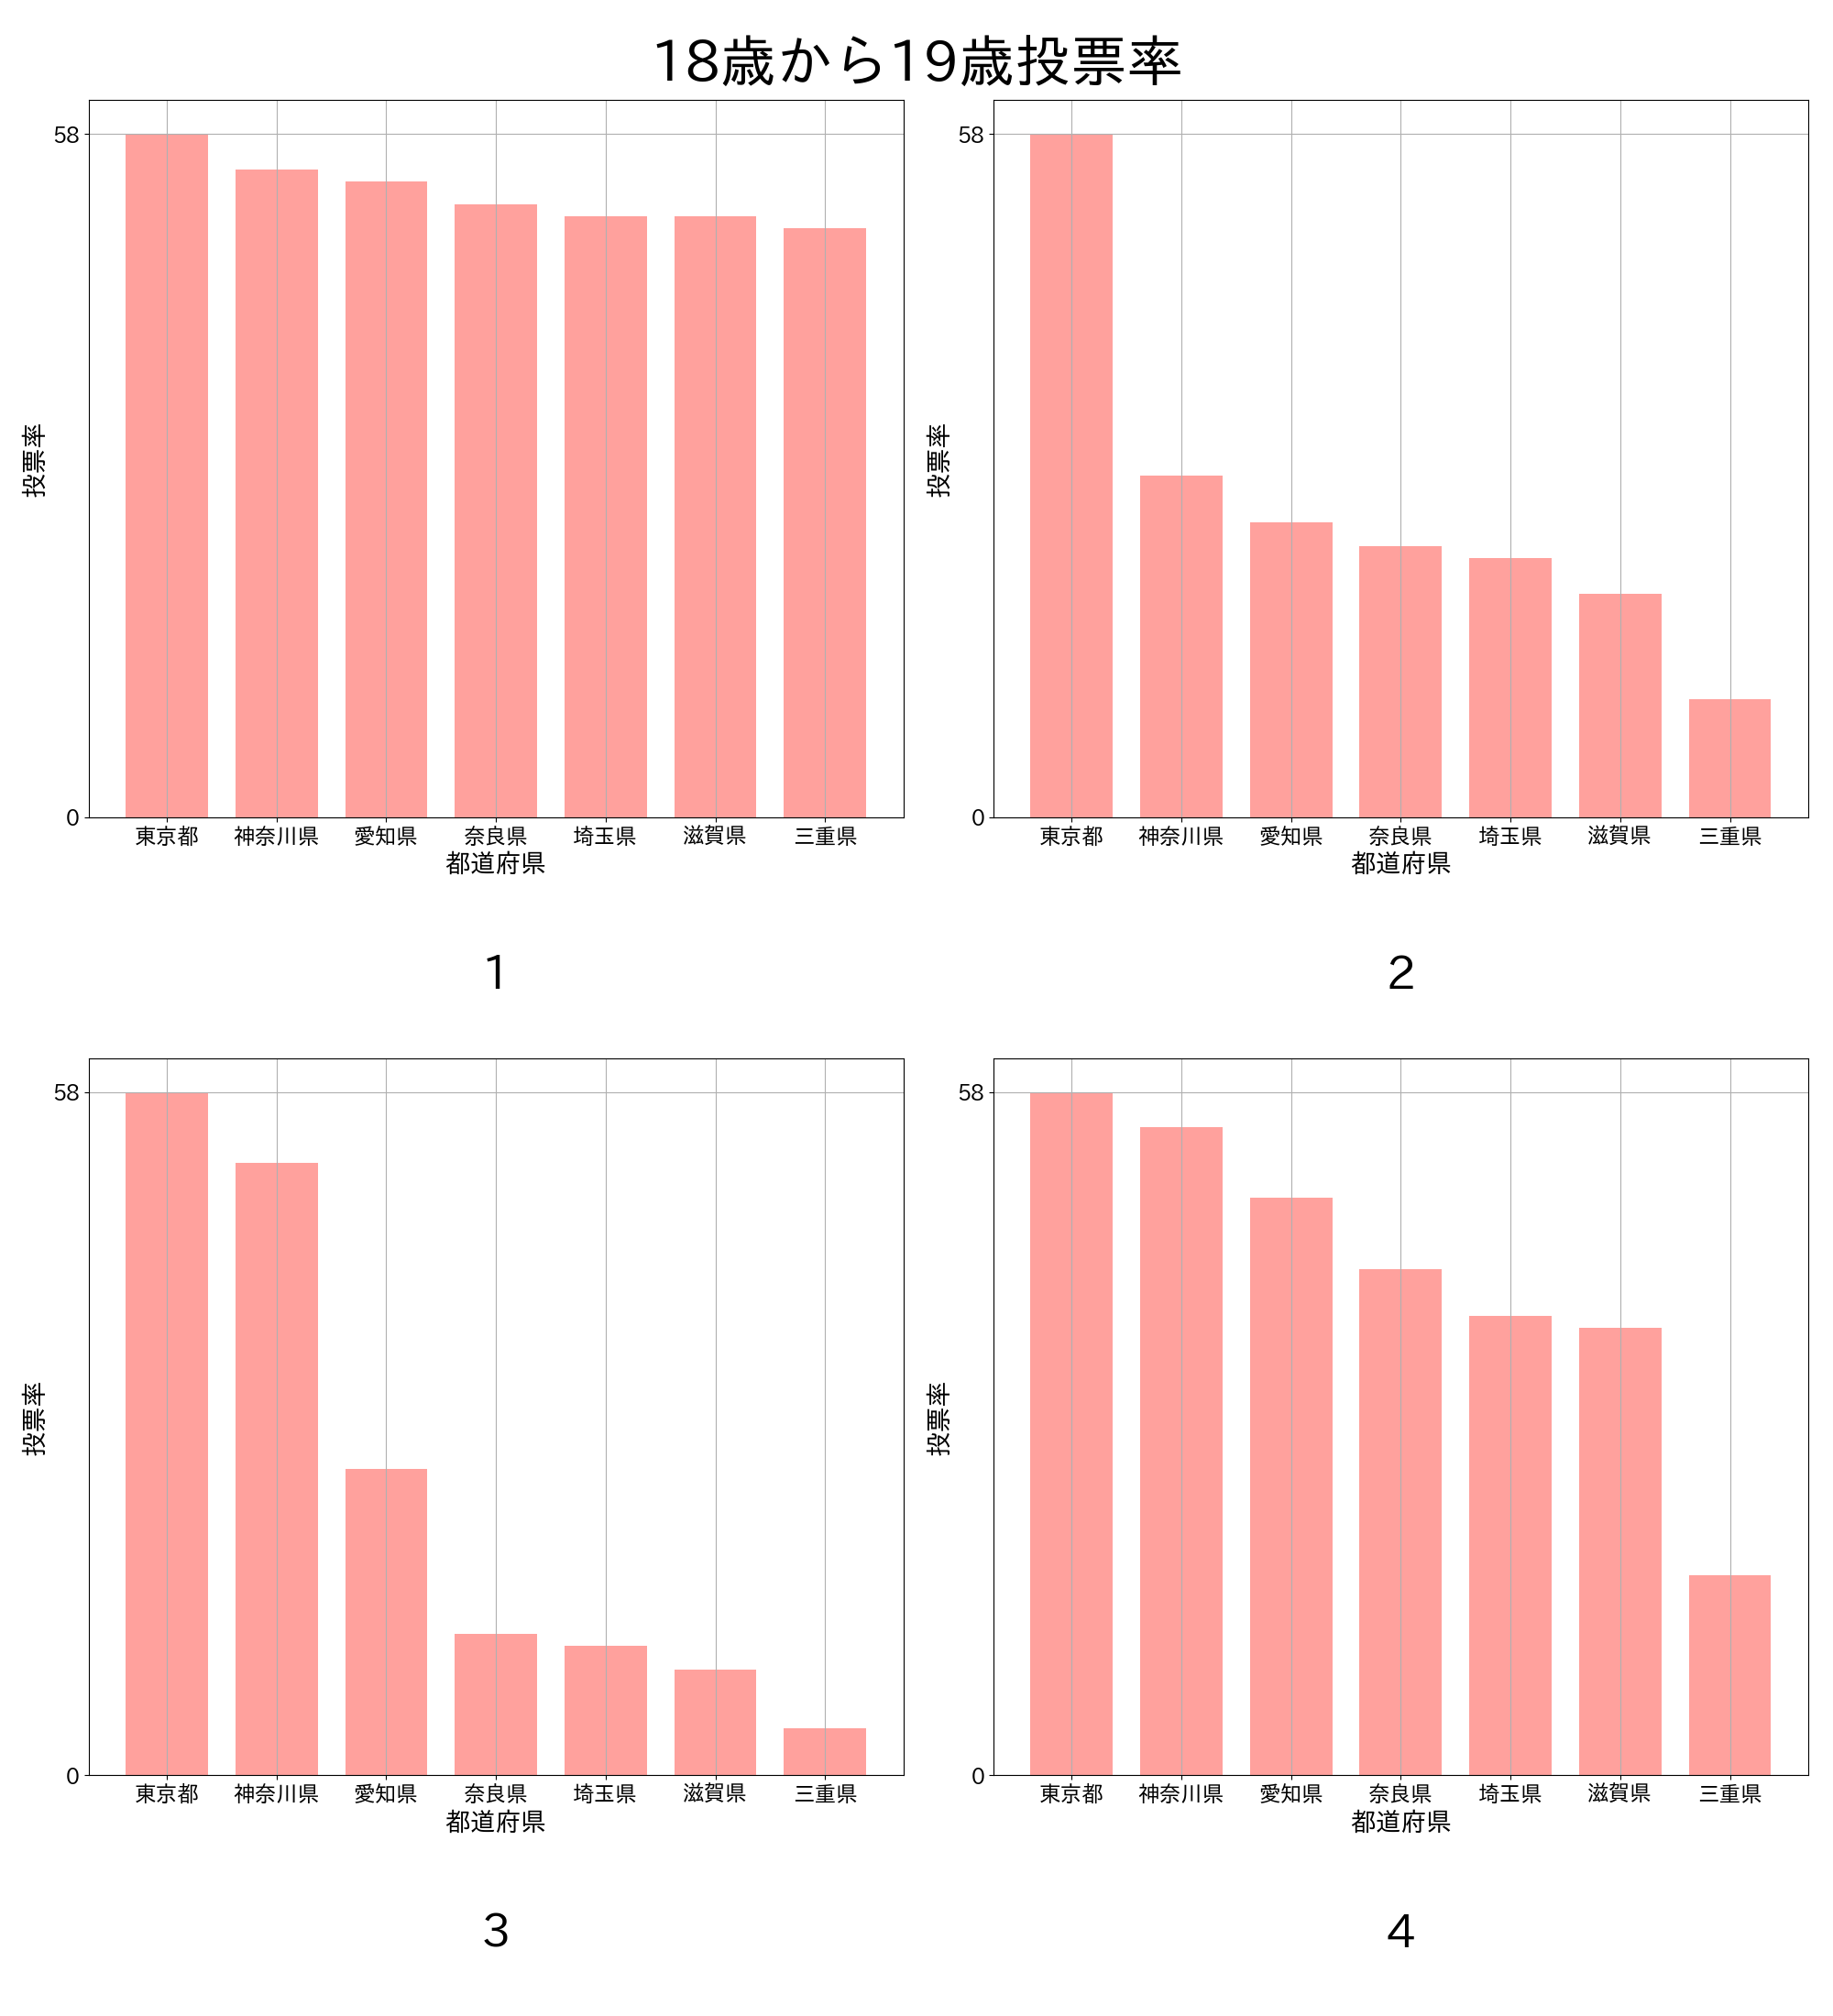 18歳から19歳投票率
58
0
投票率
東京都 神奈川県 愛知県 奈良県 埼玉県 滋賀県 三重県
都道府県
1
58
0
投票率
東京都 神奈川県 愛知県 奈良県 埼玉県 滋賀県 三重県
都道府県
2
58
0
投票率
東京都 神奈川県 愛知県 奈良県 埼玉県 滋賀県 三重県
都道府県
3
58
0
投票率
東京都 神奈川県 愛知県 奈良県 埼玉県 滋賀県 三重県
都道府県
4